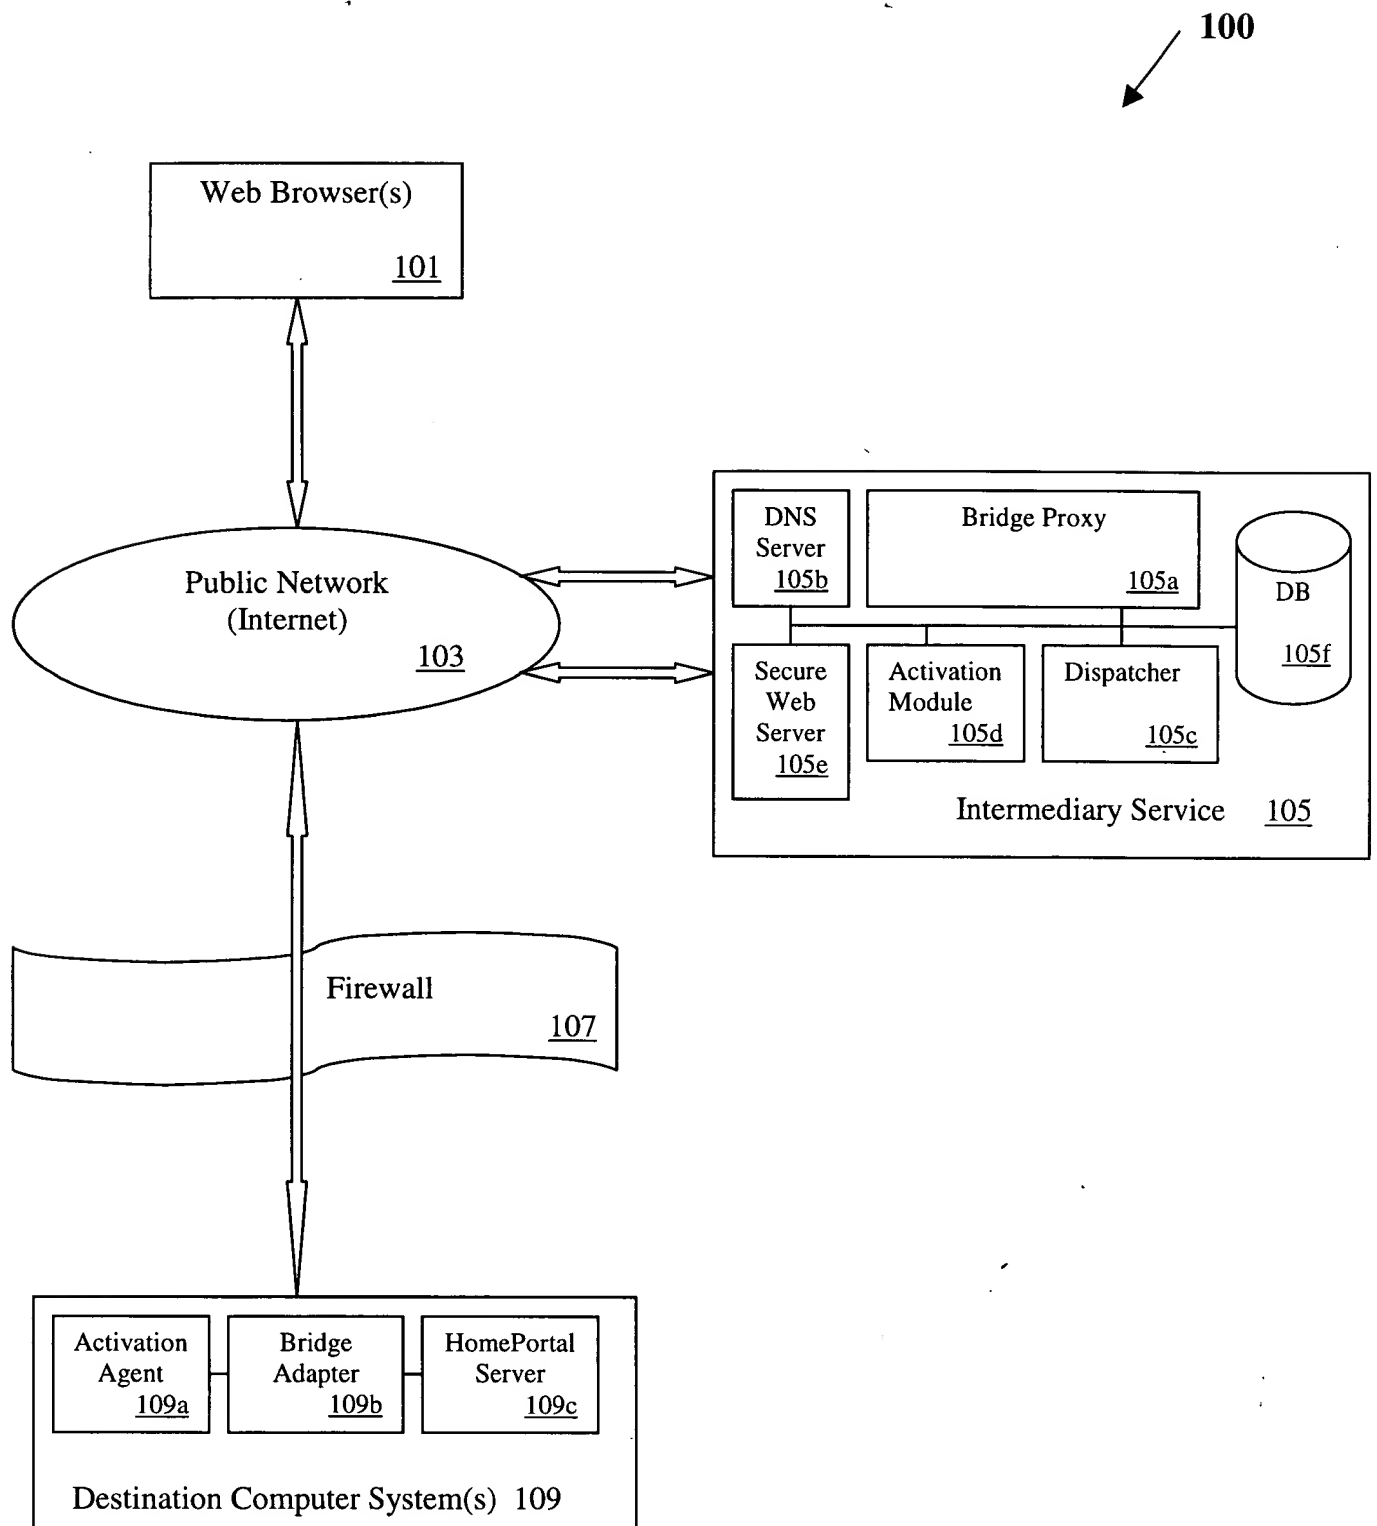 100
Web Browser(s)
101
Public Network
(Internet)
103
DNS
Server
105b
Bridge Proxy
105a
DB
105f
Secure
Web
Server
105e
Activation
Module
105d
Dispatcher
105c
Intermediary Service 105
Firewall
107
Activation
Agent
109a
Bridge
Adapter
109b
HomePortal
Server
109c
Destination Computer System(s) 109